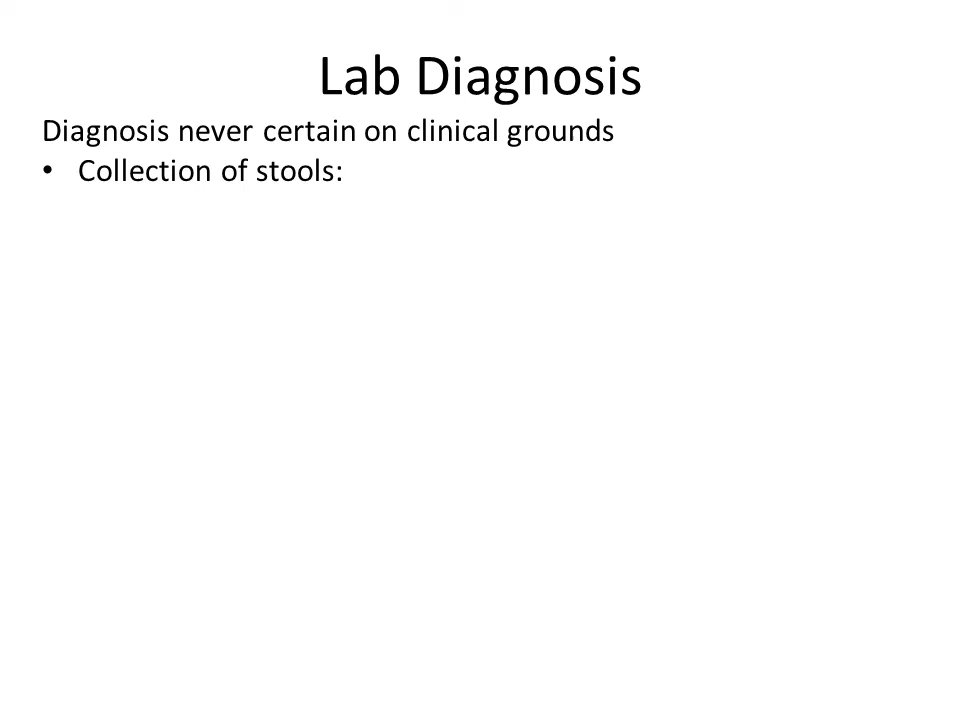 Lab Diagnosis
Diagnosis never certain on clinical grounds
• Collection of stools: